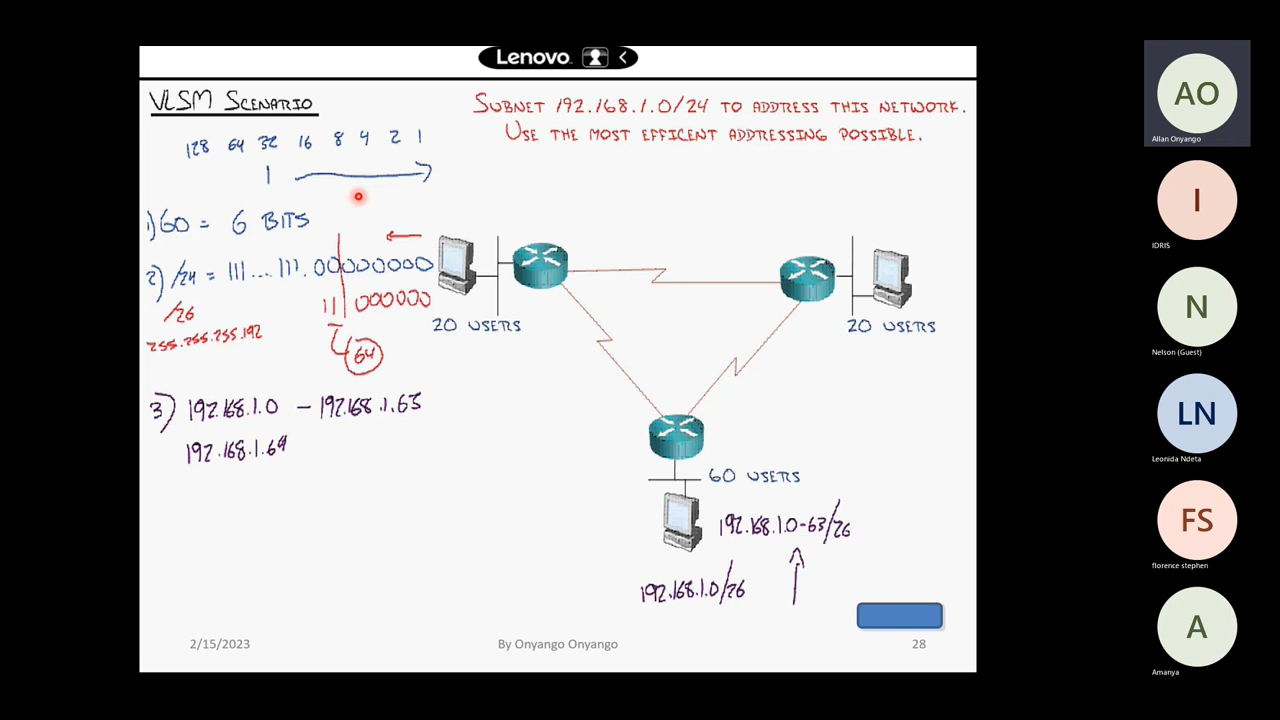 Lenovo
VLSM SCENARIO
SUBNET 192.168.1.0/24 TO ADDRESS THIS NETWORK.
USE THE MOST EFFICENT ADDRESSING POSSIBLE.
128 64 32 16 8 4 2 1
1
1) 60 = 6 BITS
2) /24 = 111...111.00000000
/26 11 000000
255.255.255.192
64
3) 192.168.1.0 - 192.168.1.63
192.168.1.64
20 USERS
20 USERS
60 USERS
192.168.1.0-63/26
192.168.1.0/26
2/15/2023
By Onyango Onyango
28
AO
Allan Onyango
I
IDRIS
N
Nelson (Guest)
LN
Leonida Ndeta
FS
florence stephen
A
Amanya